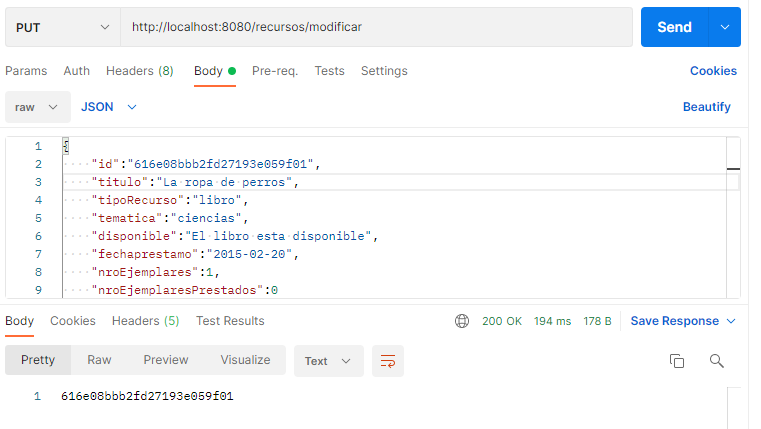 PUT http://localhost:8080/recursos/modificar Send
Params Auth Headers (8) Body Pre-req. Tests Settings Cookies
raw JSON Beautify
1 {
2 "id":"616e08bbb2fd27193e059f01",
3 "titulo":"La ropa de perros",
4 "tipoRecurso":"libro",
5 "tematica":"ciencias",
6 "disponible":"El libro esta disponible",
7 "fechaprestamo":"2015-02-20",
8 "nroEjemplares":1,
9 "nroEjemplaresPrestados":0
Body Cookies Headers (5) Test Results 200 OK 194 ms 178 B Save Response
Pretty Raw Preview Visualize Text
1 616e08bbb2fd27193e059f01